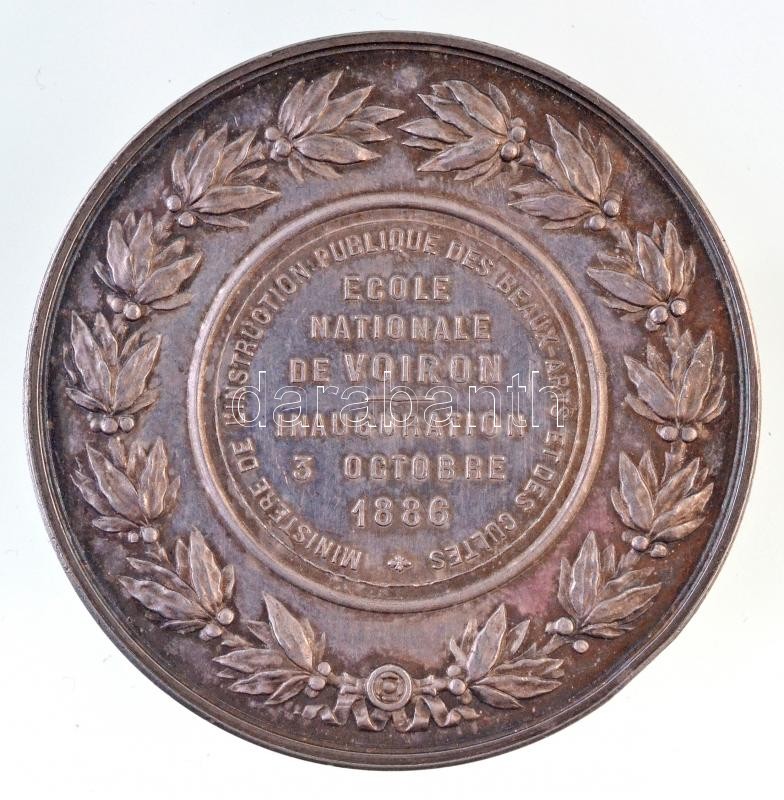 MINISTERE DE L'INSTRUCTION PUBLIQUE DES BEAUX-ARTS ET DES CULTES
ECOLE
NATIONALE
DE VOIRON
INAUGURATION
3 OCTOBRE
1886
darabanth